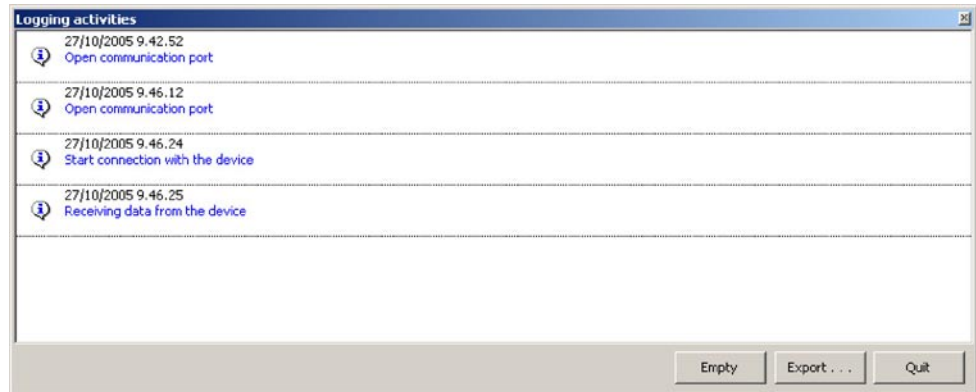 Logging activities
27/10/2005 9.42.52
Open communication port
27/10/2005 9.46.12
Open communication port
27/10/2005 9.46.24
Start connection with the device
27/10/2005 9.46.25
Receiving data from the device
Empty
Export . . .
Quit